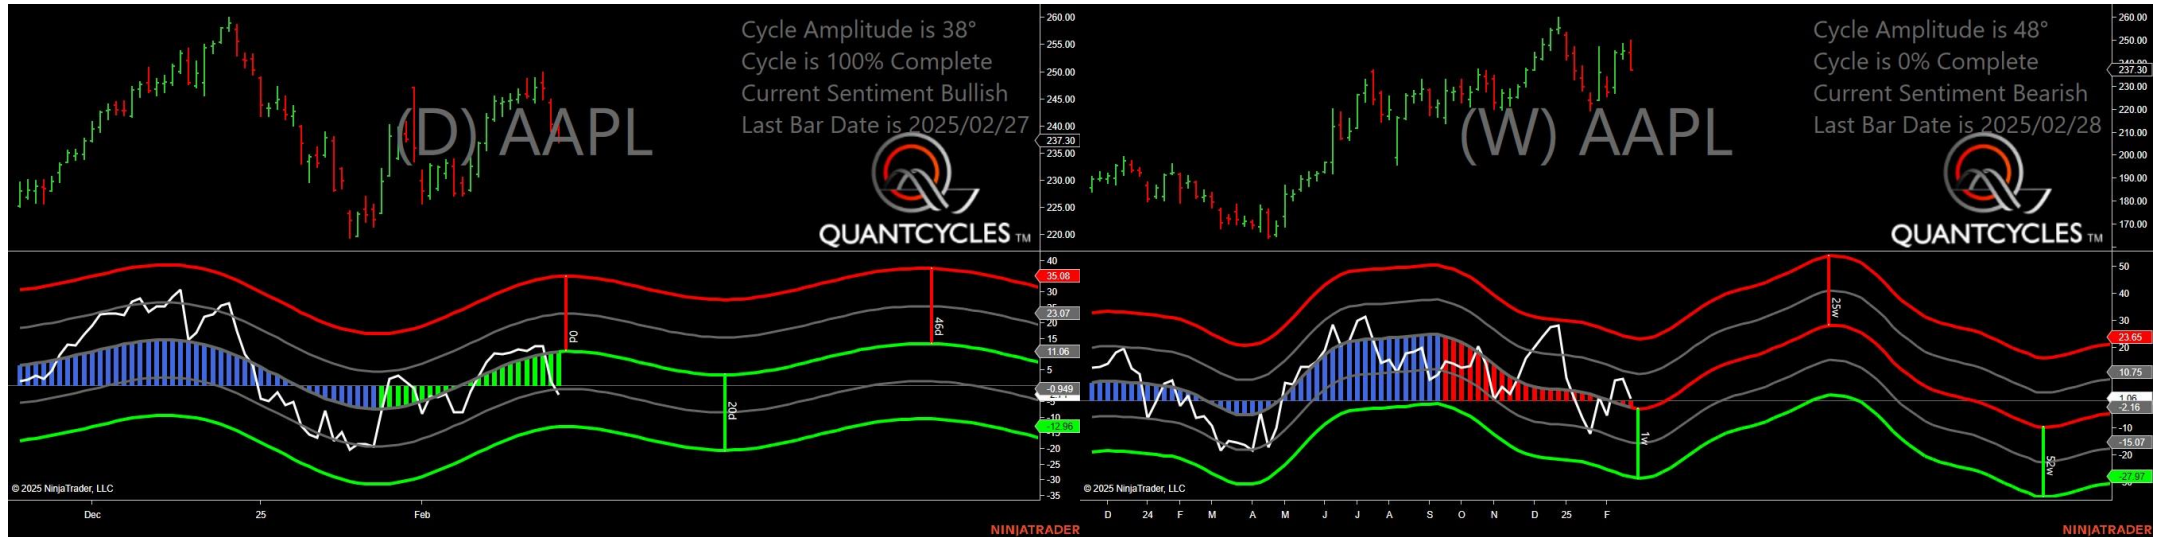 Cycle Amplitude is 38°
Cycle is 100% Complete
Current Sentiment Bullish
Last Bar Date is 2025/02/27
(D) AAPL
QUANTCYCLES TM
260.00
255.00
250.00
245.00
240.00
237.30
235.00
230.00
225.00
220.00
40
35.08
30
23.07
20
15
11.06
5
-0.949
-5
-10
-12.96
-15
-20
-25
-30
-35
0d
20d
46d
© 2025 NinjaTrader, LLC
Dec 25 Feb
NINJATRADER
Cycle Amplitude is 48°
Cycle is 0% Complete
Current Sentiment Bearish
Last Bar Date is 2025/02/28
(W) AAPL
QUANTCYCLES TM
260.00
250.00
240.00
237.30
230.00
220.00
210.00
200.00
190.00
180.00
170.00
50
40
30
23.65
20
10.75
1.06
-2.16
-10
-15.07
-20
-27.97
1w
25w
52w
© 2025 NinjaTrader, LLC
D 24 F M A M J J A S O N D 25 F
NINJATRADER